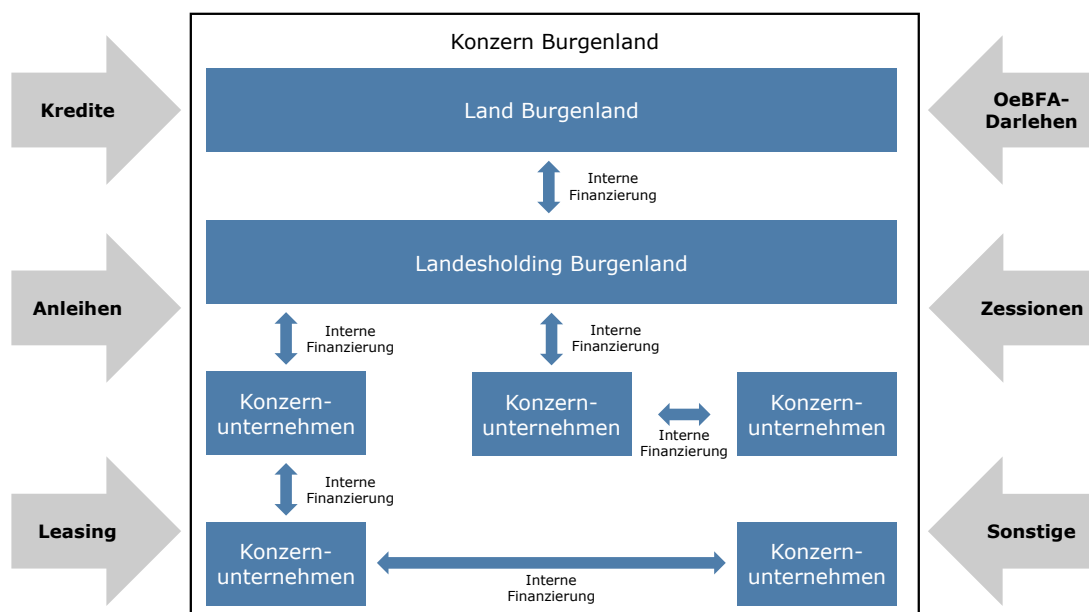 Konzern Burgenland
Kredite
Land Burgenland
OeBFA-
Darlehen
Interne
Finanzierung
Anleihen
Landesholding Burgenland
Zessionen
Interne
Finanzierung
Interne
Finanzierung
Konzern-
unternehmen
Konzern-
unternehmen
Interne
Finanzierung
Konzern-
unternehmen
Interne
Finanzierung
Leasing
Konzern-
unternehmen
Interne
Finanzierung
Konzern-
unternehmen
Sonstige